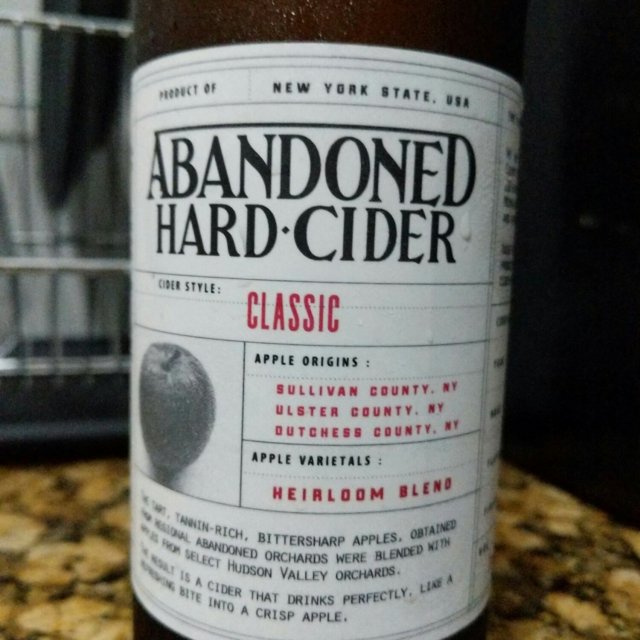 PRODUCT OF NEW YORK STATE, USA
ABANDONED
HARD·CIDER
CIDER STYLE:
CLASSIC
APPLE ORIGINS :
SULLIVAN COUNTY, NY
ULSTER COUNTY, NY
DUTCHESS COUNTY, NY
APPLE VARIETALS :
HEIRLOOM BLEND
TART, TANNIN-RICH, BITTERSHARP APPLES, OBTAINED
REGIONAL ABANDONED ORCHARDS WERE BLENDED WITH
FROM SELECT HUDSON VALLEY ORCHARDS.
RESULT IS A CIDER THAT DRINKS PERFECTLY, LIKE A
BITE INTO A CRISP APPLE.